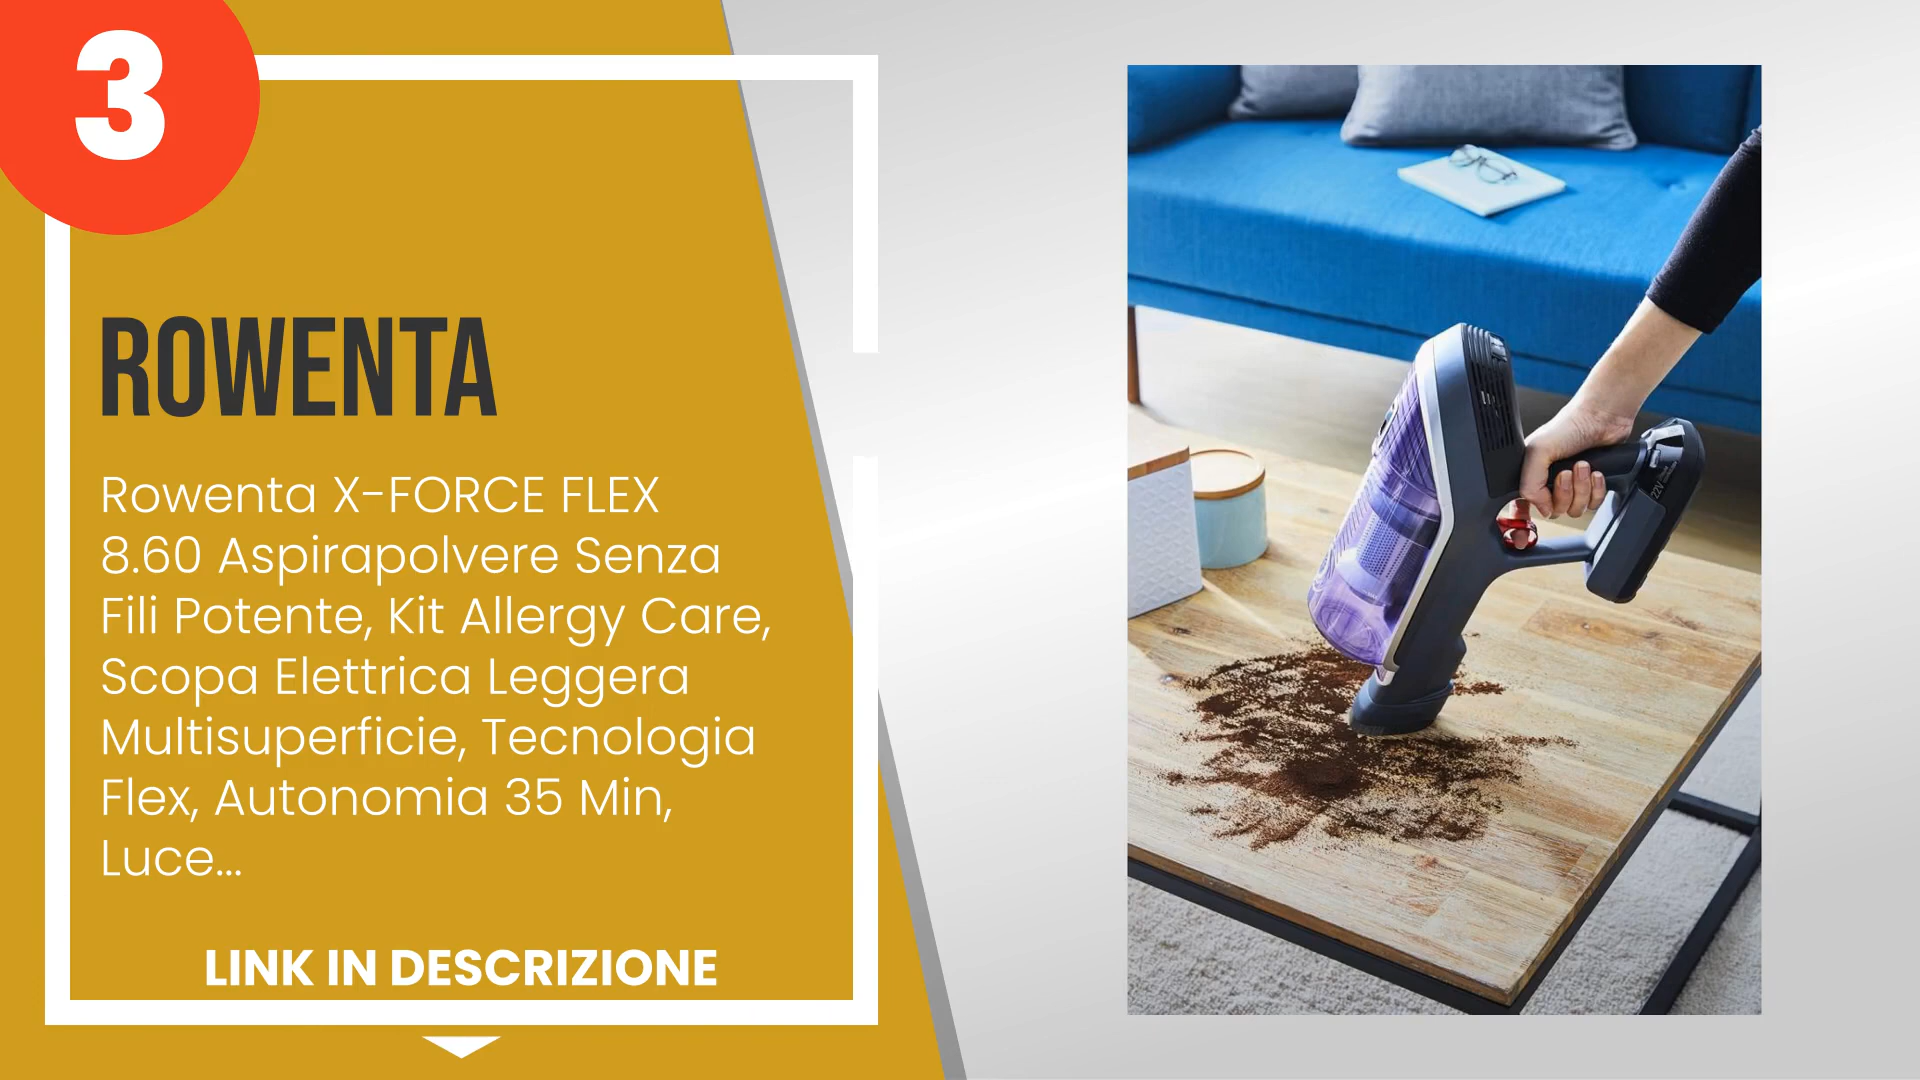 3
ROWENTA
Rowenta X-FORCE FLEX
8.60 Aspirapolvere Senza
Fili Potente, Kit Allergy Care,
Scopa Elettrica Leggera
Multisuperficie, Tecnologia
Flex, Autonomia 35 Min,
Luce...
LINK IN DESCRIZIONE
22V